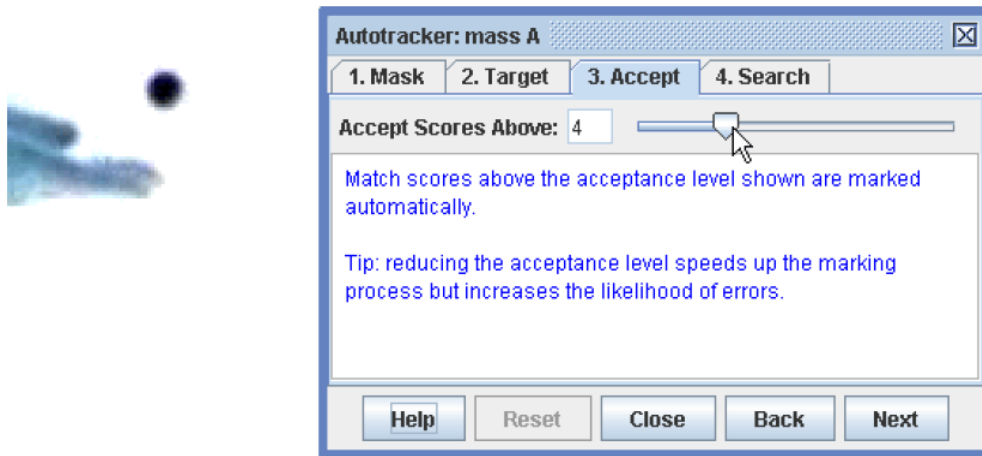 Autotracker: mass A
1. Mask 2. Target 3. Accept 4. Search
Accept Scores Above: 4
Match scores above the acceptance level shown are marked
automatically.
Tip: reducing the acceptance level speeds up the marking
process but increases the likelihood of errors.
Help Reset Close Back Next